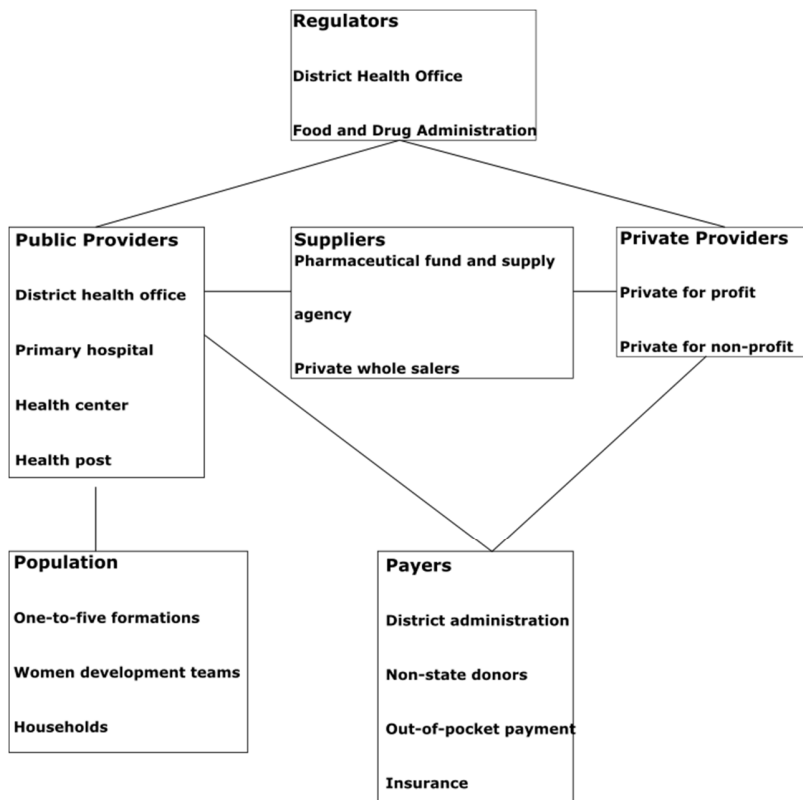 Regulators
District Health Office
Food and Drug Administration
Public Providers
District health office
Primary hospital
Health center
Health post
Suppliers
Pharmaceutical fund and supply
agency
Private whole salers
Private Providers
Private for profit
Private for non-profit
Population
One-to-five formations
Women development teams
Households
Payers
District administration
Non-state donors
Out-of-pocket payment
Insurance